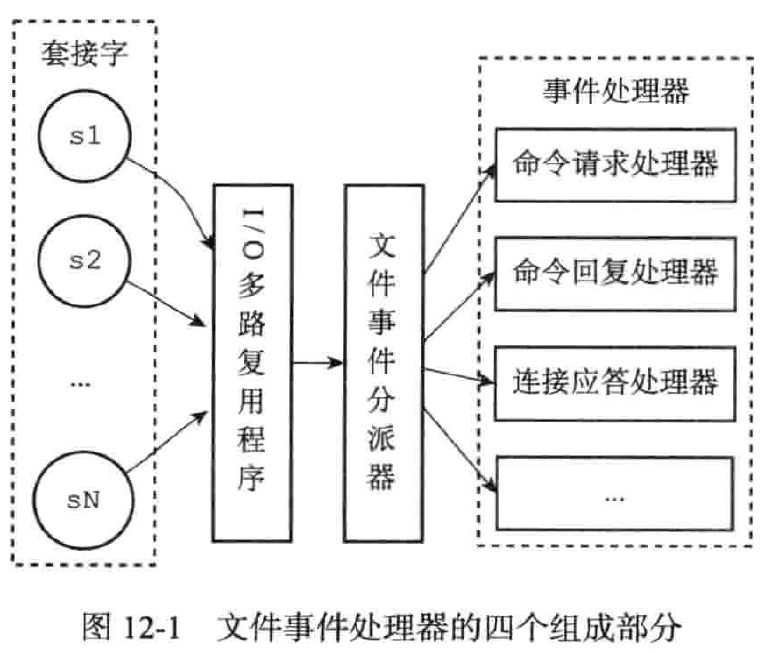 套接字
s1
s2
...
sN
I/O多路复用程序
文件事件分派器
事件处理器
命令请求处理器
命令回复处理器
连接应答处理器
...
图 12-1 文件事件处理器的四个组成部分